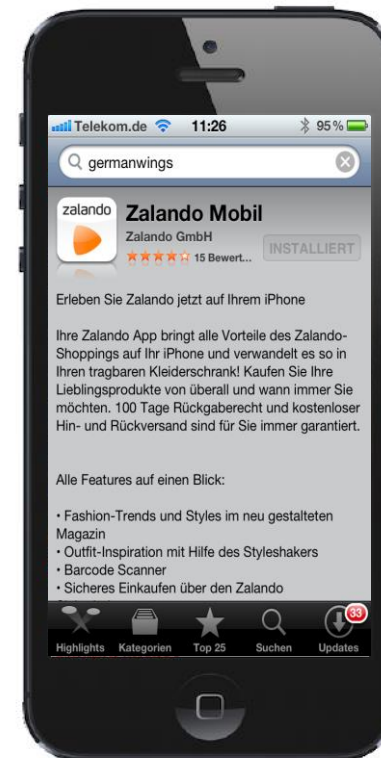 Telekom.de 11:26 95 %
germanwings
zalando
Zalando Mobil
Zalando GmbH
15 Bewert...
INSTALLIERT
Erleben Sie Zalando jetzt auf Ihrem iPhone
Ihre Zalando App bringt alle Vorteile des Zalando-
Shoppings auf Ihr iPhone und verwandelt es so in
Ihren tragbaren Kleiderschrank! Kaufen Sie Ihre
Lieblingsprodukte von überall und wann immer Sie
möchten. 100 Tage Rückgaberecht und kostenloser
Hin- und Rückversand sind für Sie immer garantiert.
Alle Features auf einen Blick:
• Fashion-Trends und Styles im neu gestalteten
Magazin
• Outfit-Inspiration mit Hilfe des Styleshakers
• Barcode Scanner
• Sicheres Einkaufen über den Zalando
33
Highlights Kategorien Top 25 Suchen Updates